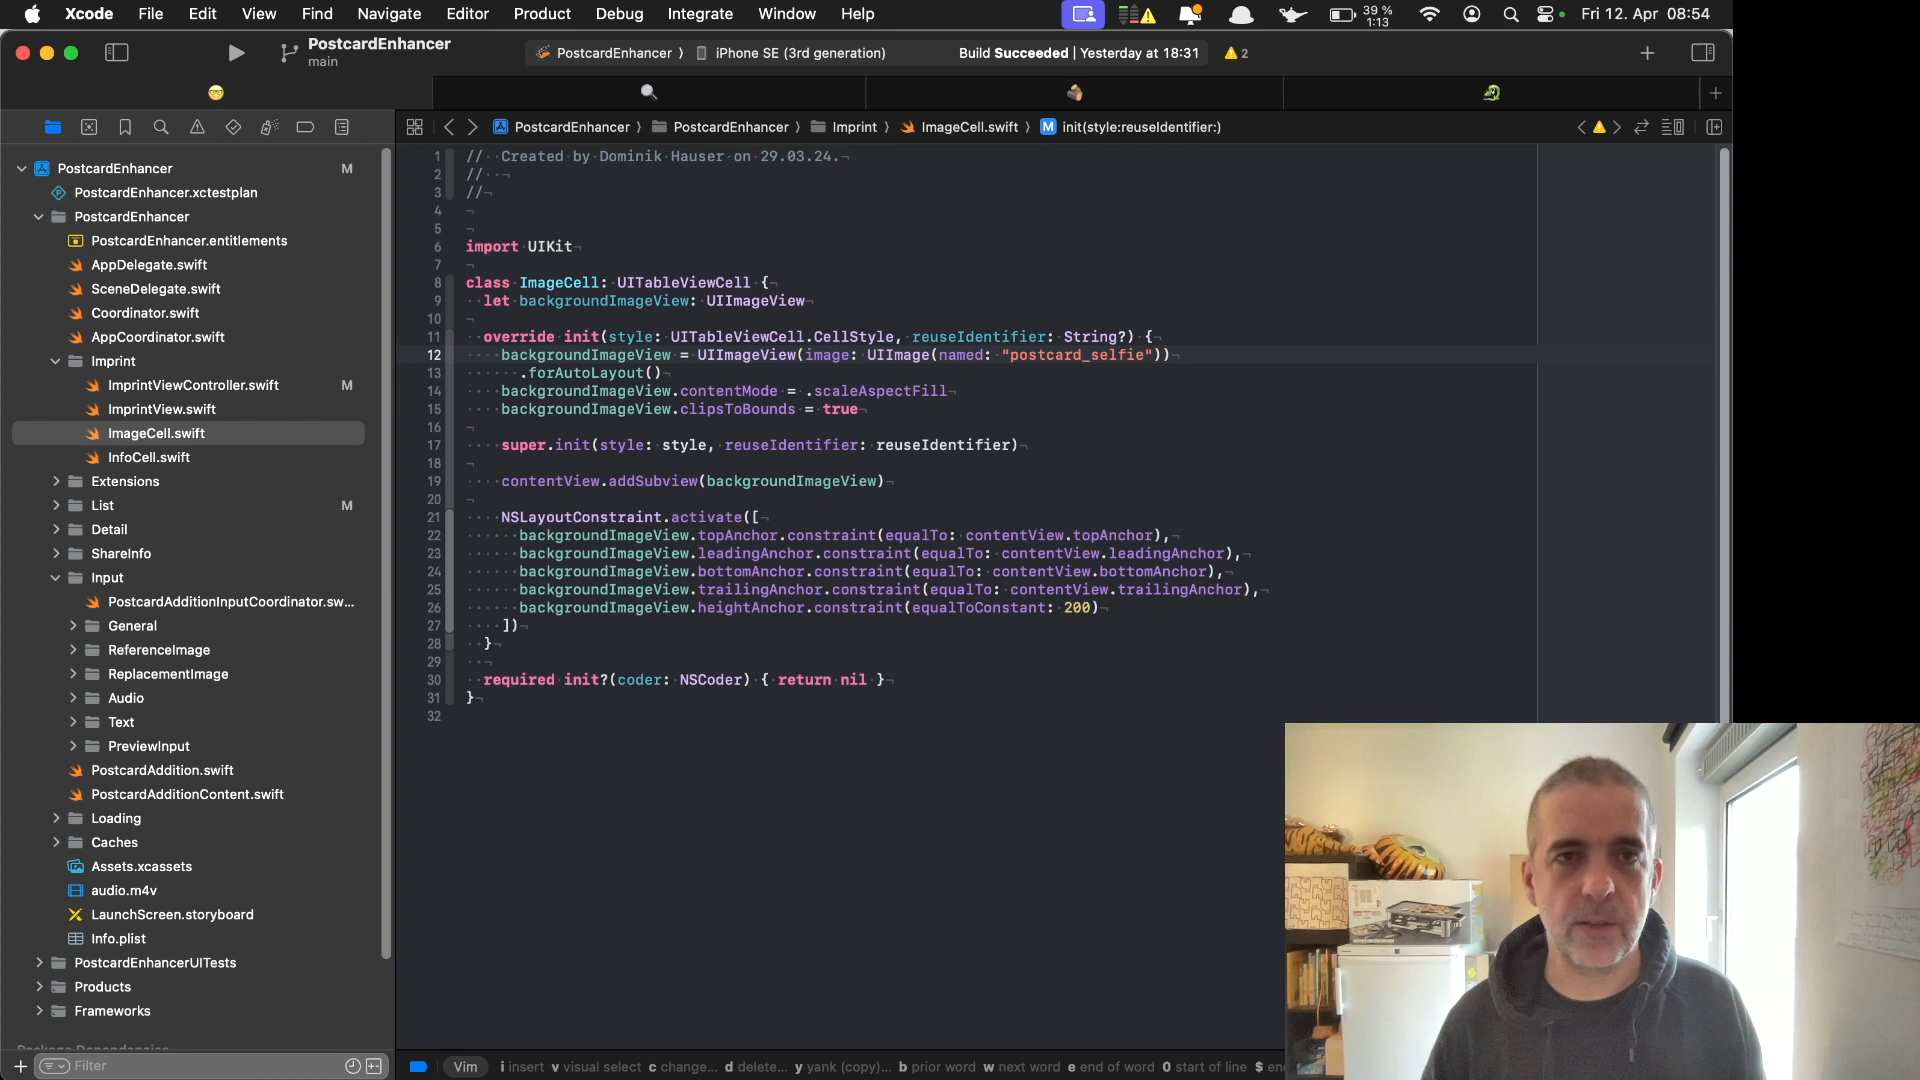 Xcode File Edit View Find Navigate Editor Product Debug Integrate Window Help 39 % 1:13 Fri 12. Apr 08:54
PostcardEnhancer
main
PostcardEnhancer 〉 iPhone SE (3rd generation) Build Succeeded | Yesterday at 18:31 2
PostcardEnhancer 〉 PostcardEnhancer 〉 Imprint 〉 ImageCell.swift 〉 M init(style:reuseIdentifier:)
PostcardEnhancer M
PostcardEnhancer.xctestplan
PostcardEnhancer
PostcardEnhancer.entitlements
AppDelegate.swift
SceneDelegate.swift
Coordinator.swift
AppCoordinator.swift
Imprint
ImprintViewController.swift M
ImprintView.swift
ImageCell.swift
InfoCell.swift
Extensions
List M
Detail
ShareInfo
Input
PostcardAdditionInputCoordinator.sw...
General
ReferenceImage
ReplacementImage
Audio
Text
PreviewInput
PostcardAddition.swift
PostcardAdditionContent.swift
Loading
Caches
Assets.xcassets
audio.m4v
LaunchScreen.storyboard
Info.plist
PostcardEnhancerUITests
Products
Frameworks
Filter
1 // Created by Dominik Hauser on 29.03.24.
2 //
3 //
4
5
6 import UIKit
7
8 class ImageCell: UITableViewCell {
9 let backgroundImageView: UIImageView
10
11 override init(style: UITableViewCell.CellStyle, reuseIdentifier: String?) {
12 backgroundImageView = UIImageView(image: UIImage(named: "postcard_selfie"))
13 .forAutoLayout()
14 backgroundImageView.contentMode = .scaleAspectFill
15 backgroundImageView.clipsToBounds = true
16
17 super.init(style: style, reuseIdentifier: reuseIdentifier)
18
19 contentView.addSubview(backgroundImageView)
20
21 NSLayoutConstraint.activate([
22 backgroundImageView.topAnchor.constraint(equalTo: contentView.topAnchor),
23 backgroundImageView.leadingAnchor.constraint(equalTo: contentView.leadingAnchor),
24 backgroundImageView.bottomAnchor.constraint(equalTo: contentView.bottomAnchor),
25 backgroundImageView.trailingAnchor.constraint(equalTo: contentView.trailingAnchor),
26 backgroundImageView.heightAnchor.constraint(equalToConstant: 200)
27 ])
28 }
29
30 required init?(coder: NSCoder) { return nil }
31 }
32
Vim i insert v visual select c change... d delete... y yank (copy)... b prior word w next word e end of word 0 start of line $